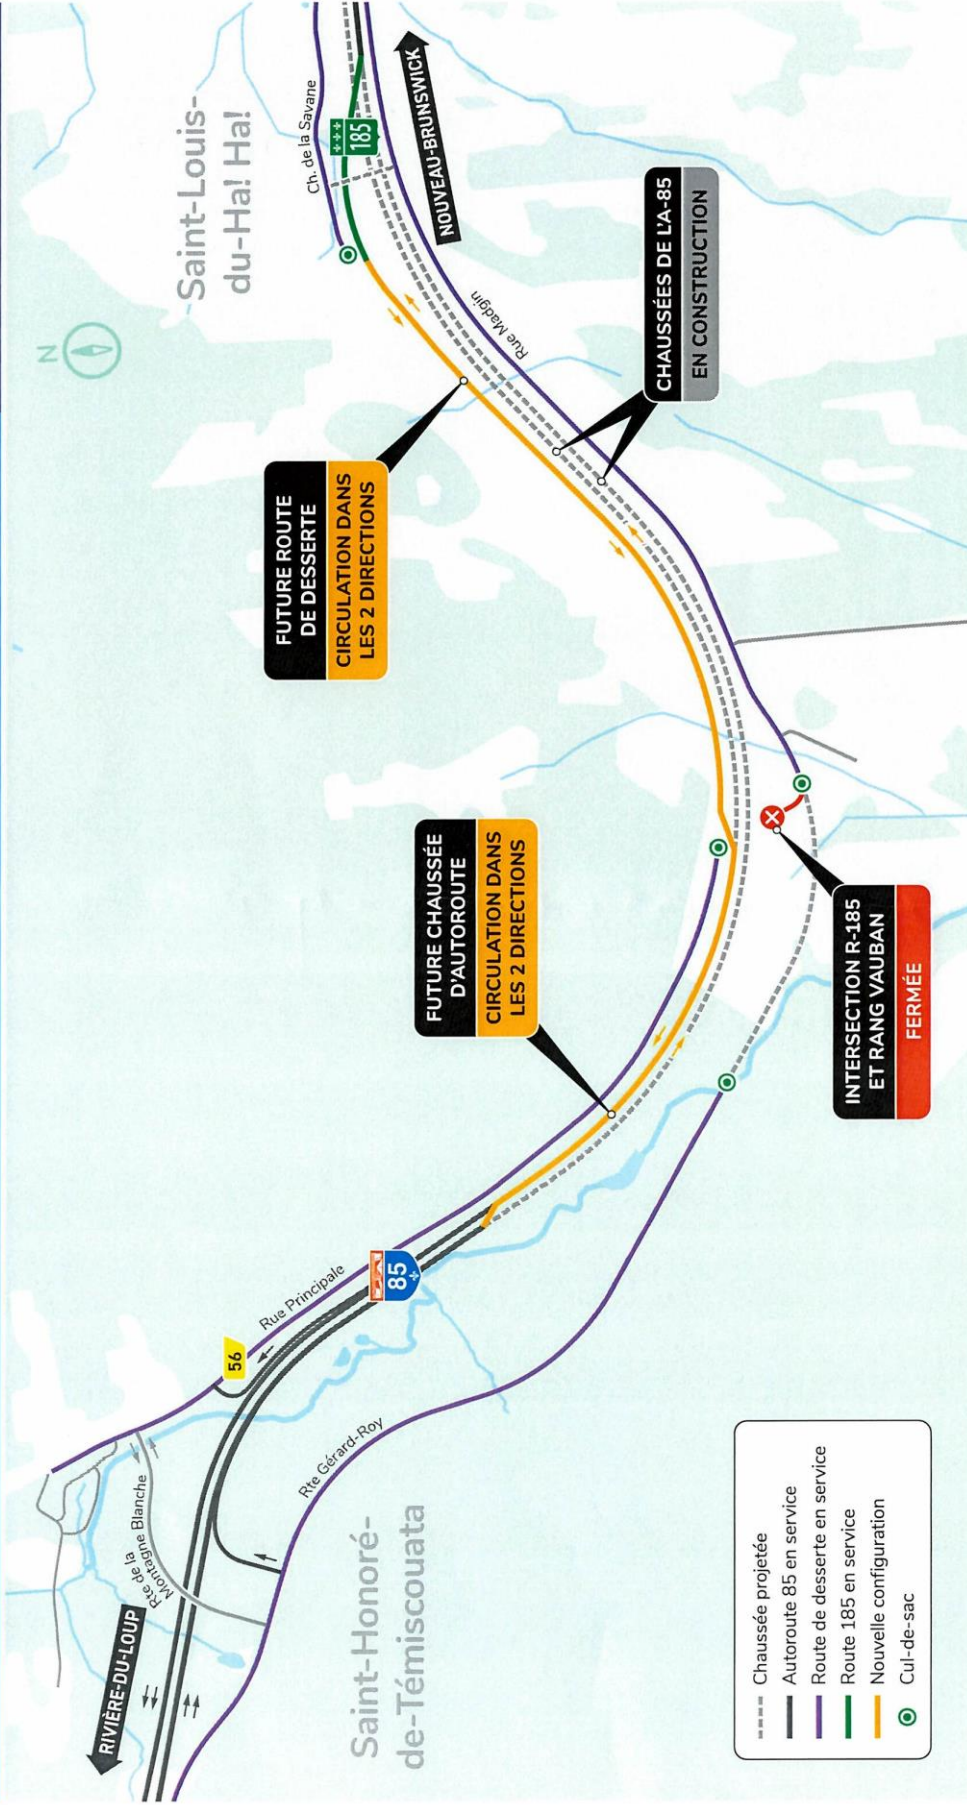 RIVIÈRE-DU-LOUP
Rte de la
Montagne Blanche
56
Rue Principale
85
Rte Gérard-Roy
Saint-Honoré-
de-Témiscouata
FUTURE CHAUSSÉE
D'AUTOROUTE
CIRCULATION DANS
LES 2 DIRECTIONS
FUTURE ROUTE
DE DESSERTE
CIRCULATION DANS
LES 2 DIRECTIONS
N
Saint-Louis-
du-Ha! Ha!
Ch. de la Savane
185
NOUVEAU-BRUNSWICK
Rue Madgin
CHAUSSÉES DE L'A-85
EN CONSTRUCTION
INTERSECTION R-185
ET RANG VAUBAN
FERMÉE
Chaussée projetée
Autoroute 85 en service
Route de desserte en service
Route 185 en service
Nouvelle configuration
Cul-de-sac